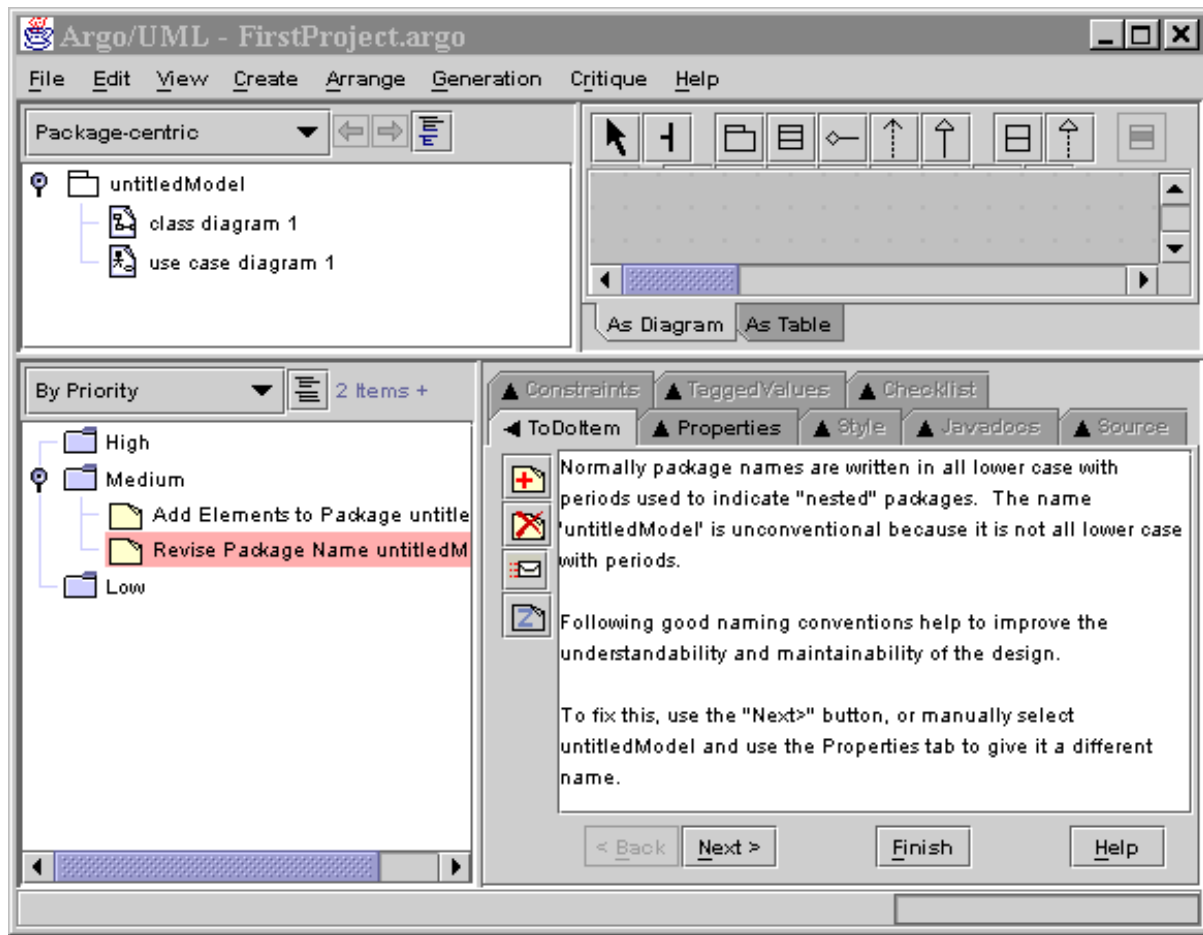 Argo/UML - FirstProject.argo
File Edit View Create Arrange Generation Critique Help
Package-centric
untitledModel
class diagram 1
use case diagram 1
As Diagram As Table
By Priority 2 Items +
High
Medium
Add Elements to Package untitle
Revise Package Name untitledM
Low
Constraints TaggedValues Checklist
ToDoItem Properties Style Javadocs Source
Normally package names are written in all lower case with
periods used to indicate "nested" packages. The name
'untitledModel' is unconventional because it is not all lower case
with periods.
Following good naming conventions help to improve the
understandability and maintainability of the design.
To fix this, use the "Next>" button, or manually select
untitledModel and use the Properties tab to give it a different
name.
< Back Next > Finish Help